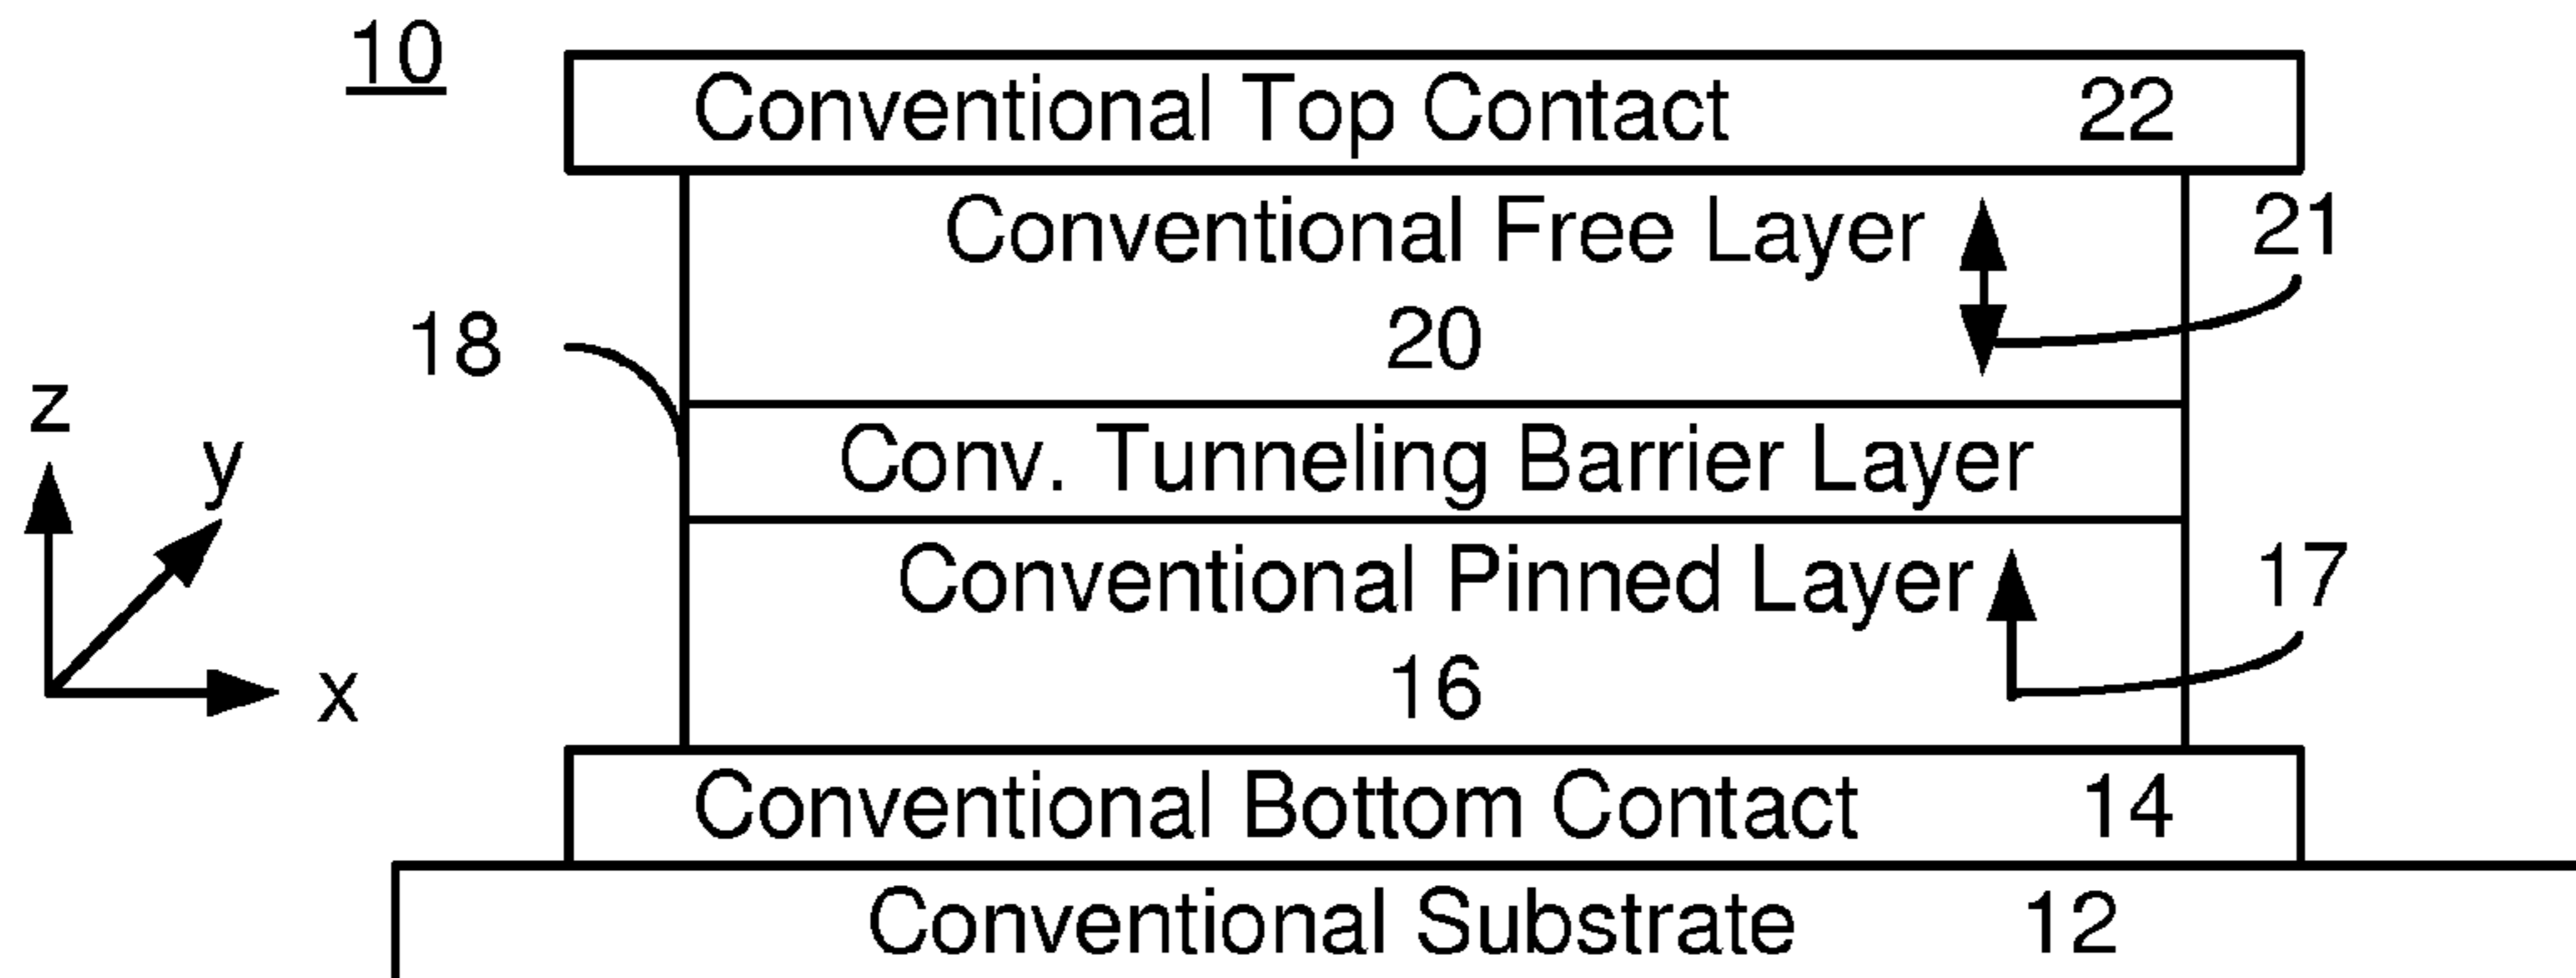 10
Conventional Top Contact 22
Conventional Free Layer 21
20
18
z
y
Conv. Tunneling Barrier Layer
Conventional Pinned Layer 17
16
x
Conventional Bottom Contact 14
Conventional Substrate 12